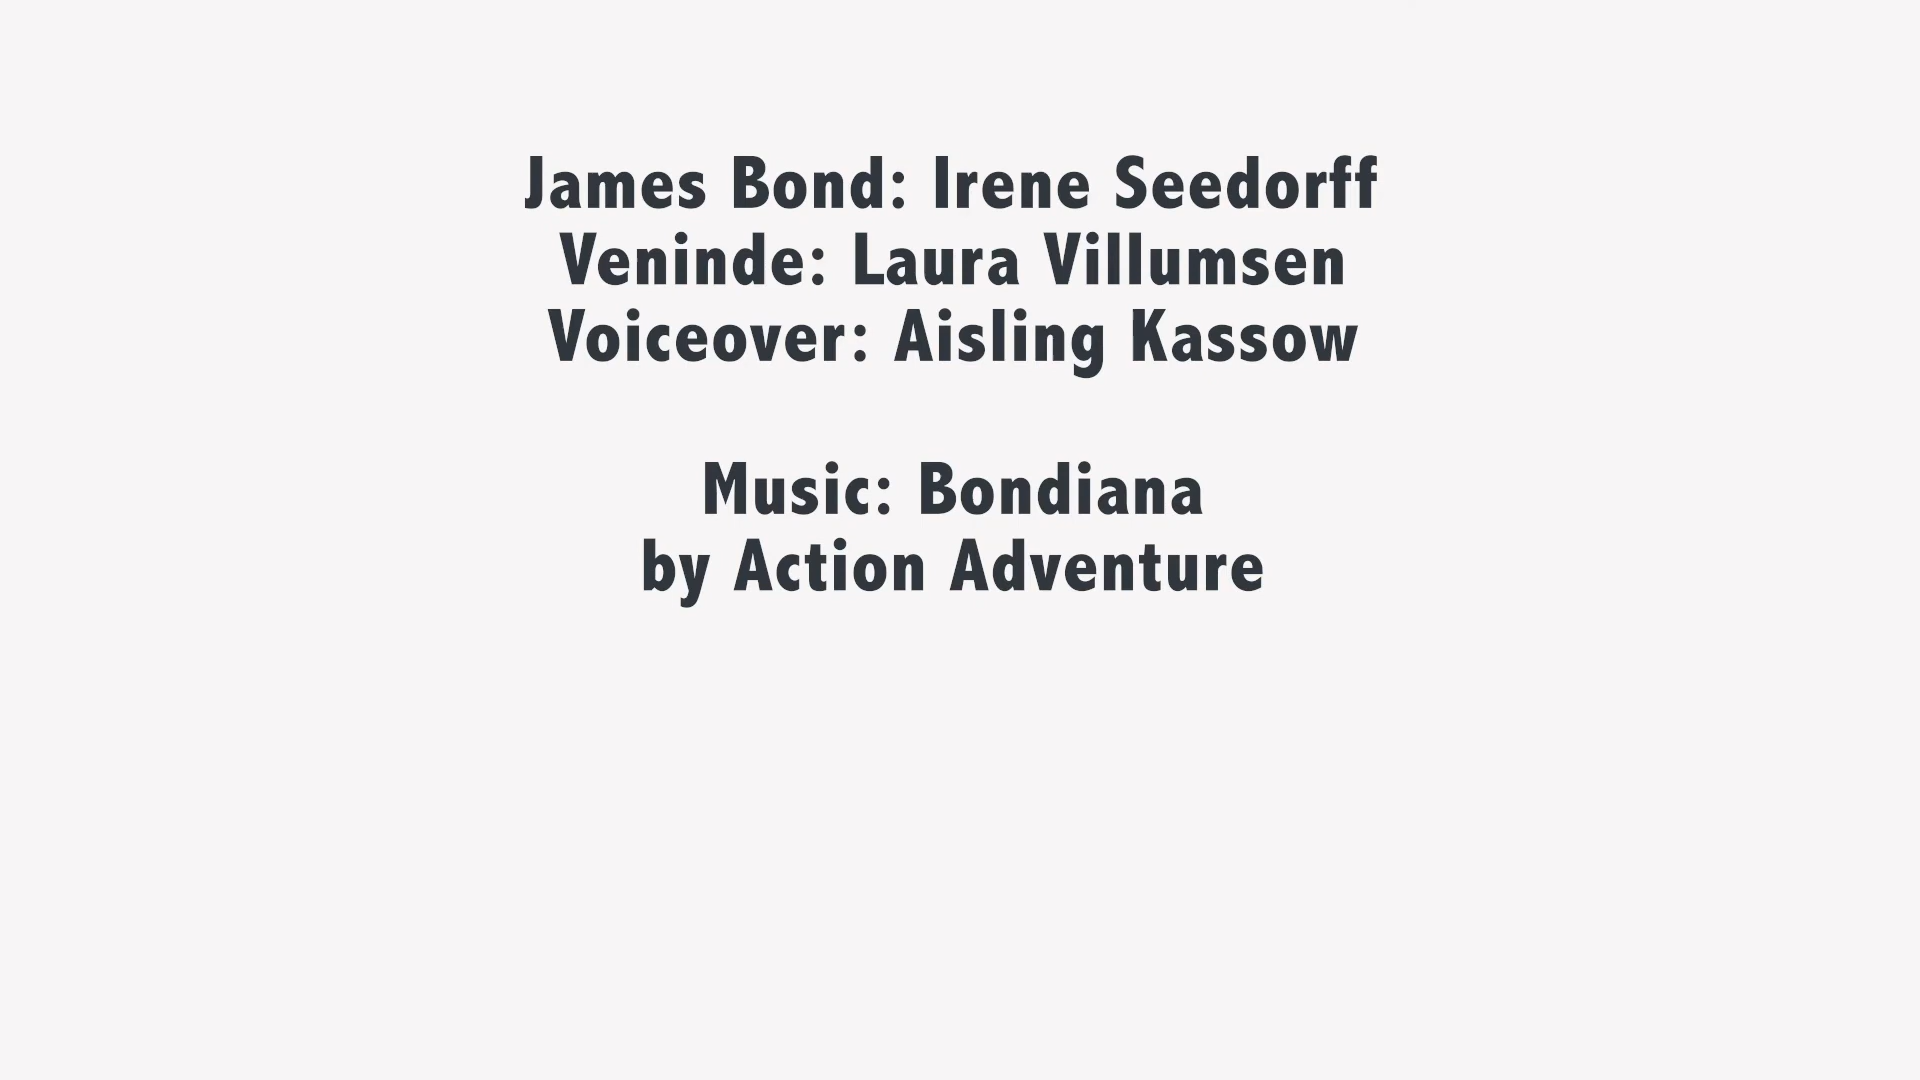 James Bond: Irene Seedorff
Veninde: Laura Villumsen
Voiceover: Aisling Kassow
Music: Bondiana
by Action Adventure